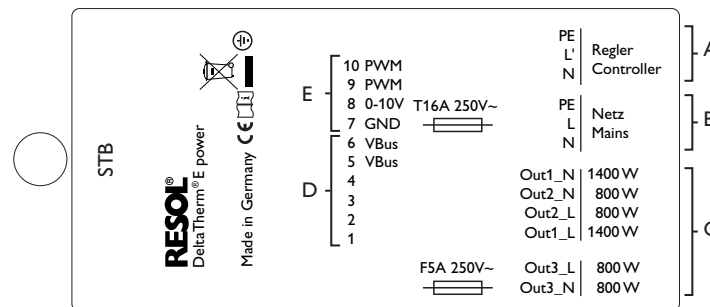 STB
RESOL
DeltaTherm® E power
Made in Germany CE i
E
10 PWM
9 PWM
8 0-10V
7 GND
D
6 VBus
5 VBus
4
3
2
1
T16A 250V~
F5A 250V~
PE
L'
N
Regler
Controller
A
PE
L
N
Netz
Mains
Out1_N 1400 W
Out2_N 800 W
Out2_L 800 W
Out1_L 1400 W
Out3_L 800 W
Out3_N 800 W